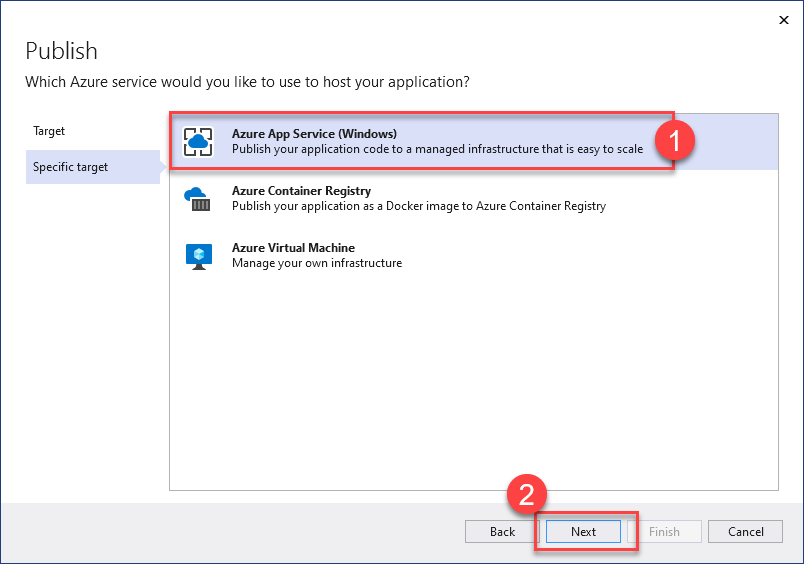 Publish
Which Azure service would you like to use to host your application?
Target
Specific target
Azure App Service (Windows)
Publish your application code to a managed infrastructure that is easy to scale
1
Azure Container Registry
Publish your application as a Docker image to Azure Container Registry
Azure Virtual Machine
Manage your own infrastructure
2
Back
Next
Finish
Cancel